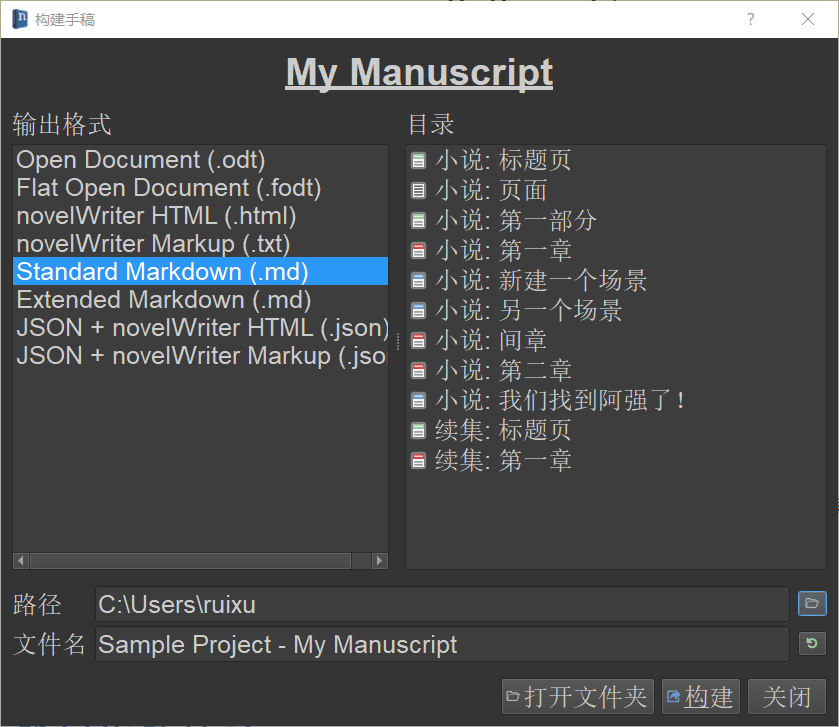 构建手稿
My Manuscript
输出格式
Open Document (.odt)
Flat Open Document (.fodt)
novelWriter HTML (.html)
novelWriter Markup (.txt)
Standard Markdown (.md)
Extended Markdown (.md)
JSON + novelWriter HTML (.json)
JSON + novelWriter Markup (.jso
目录
小说: 标题页
小说: 页面
小说: 第一部分
小说: 第一章
小说: 新建一个场景
小说: 另一个场景
小说: 间章
小说: 第二章
小说: 我们找到阿强了！
续集: 标题页
续集: 第一章
路径 C:\Users\ruixu
文件名 Sample Project - My Manuscript
打开文件夹 构建 关闭